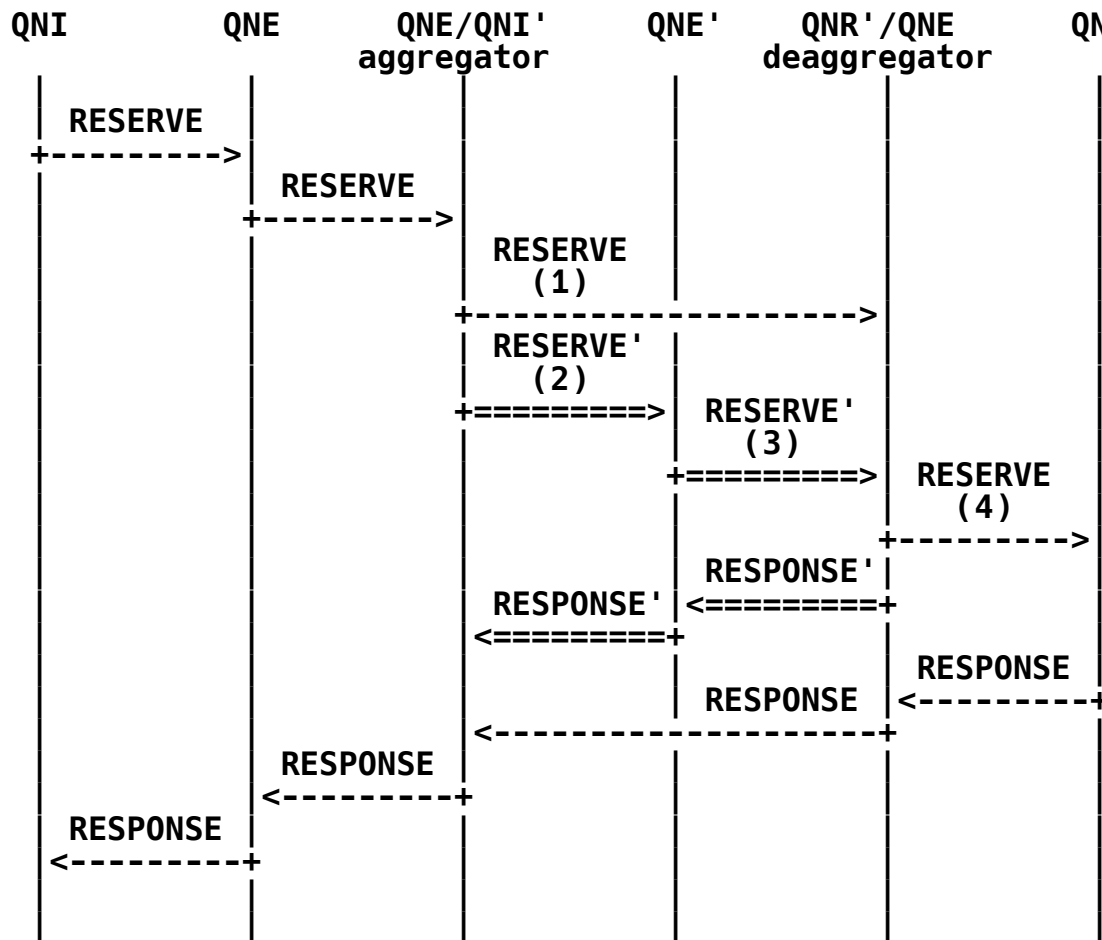 QNI QNE QNE/QNI' QNE' QNR'/QNE
aggregator deaggregator
RESERVE
RESERVE
RESERVE
(1)
RESERVE'
(2)
RESERVE'
(3)
RESERVE
(4)
RESPONSE'
RESPONSE'
RESPONSE
RESPONSE
RESPONSE
RESPONSE